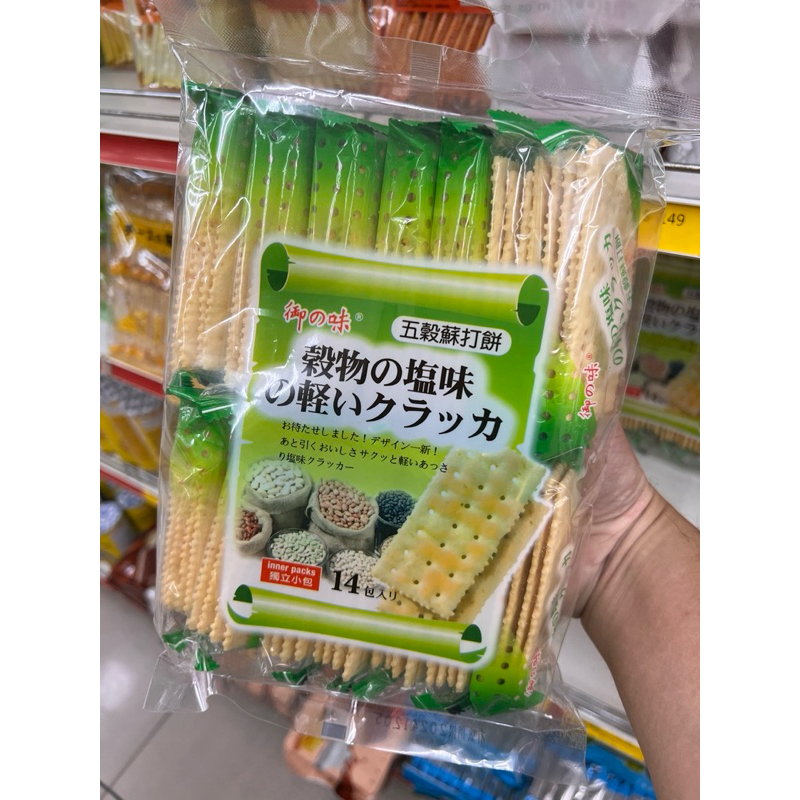 御の味®
五穀蘇打餅
穀物の塩味
の軽いクラッカ
お待たせしました！デザイン一新！
あと引くおいしさサクッと軽いあっさ
り塩味クラッカー
inner packs
獨立小包
14包入り
49